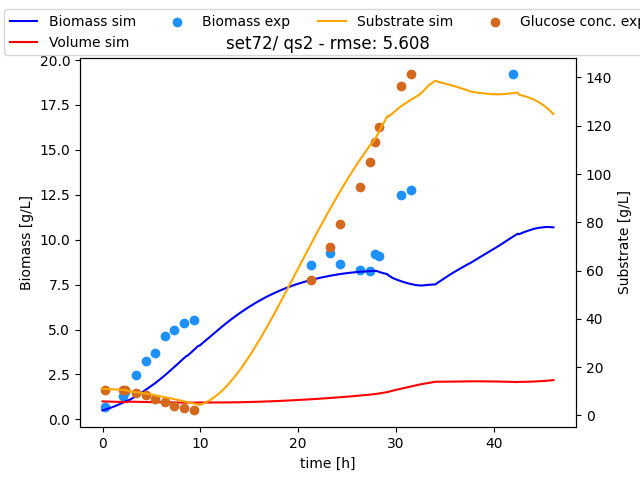 Biomass sim
Biomass exp
Substrate sim
Glucose conc. exp
Volume sim
set72/ qs2 - rmse: 5.608
20.0
17.5
15.0
12.5
10.0
7.5
5.0
2.5
0.0
Biomass [g/L]
140
120
100
80
60
40
20
0
Substrate [g/L]
0
10
20
30
40
time [h]